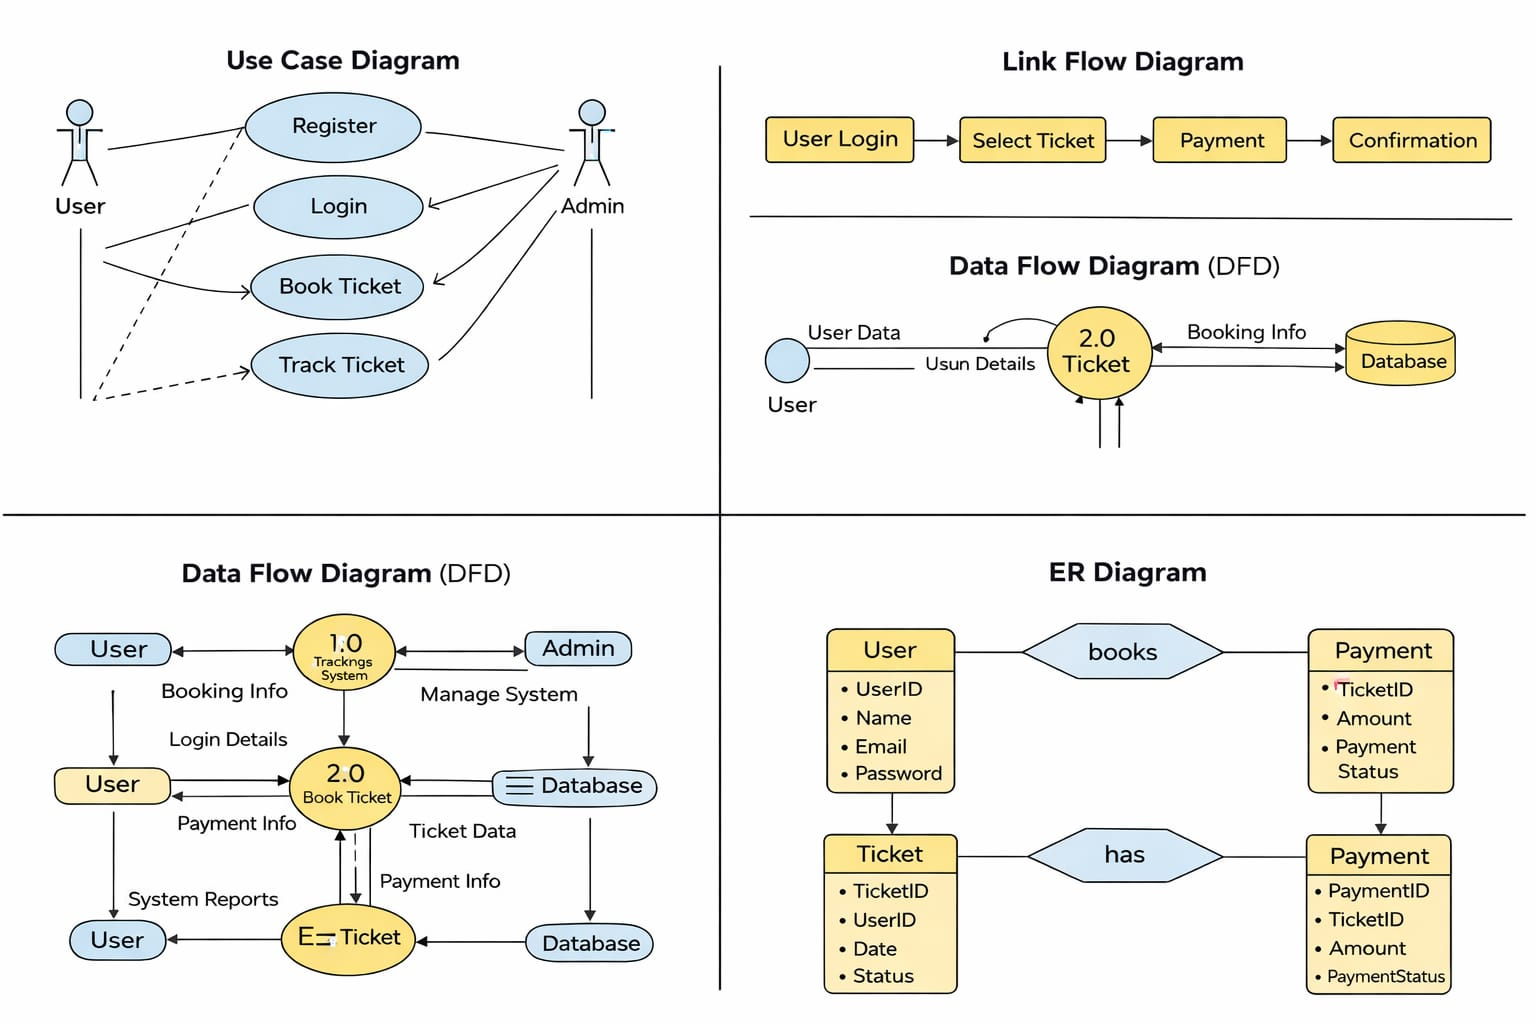 Use Case Diagram
Register
Login
Book Ticket
Track Ticket
User
Admin
Link Flow Diagram
User Login
Select Ticket
Payment
Confirmation
Data Flow Diagram (DFD)
User Data
Usun Details
User
2.0
Ticket
Booking Info
Database
Data Flow Diagram (DFD)
User
1.0
Trackngs
System
Admin
Booking Info
Manage System
Login Details
User
2.0
Book Ticket
Database
Payment Info
Ticket Data
Payment Info
System Reports
User
E= Ticket
Database
ER Diagram
User
• UserID
• Name
• Email
• Password
books
Payment
• TicketID
• Amount
• Payment
Status
Ticket
• TicketID
• UserID
• Date
• Status
has
Payment
• PaymentID
• TicketID
• Amount
• PaymentStatus